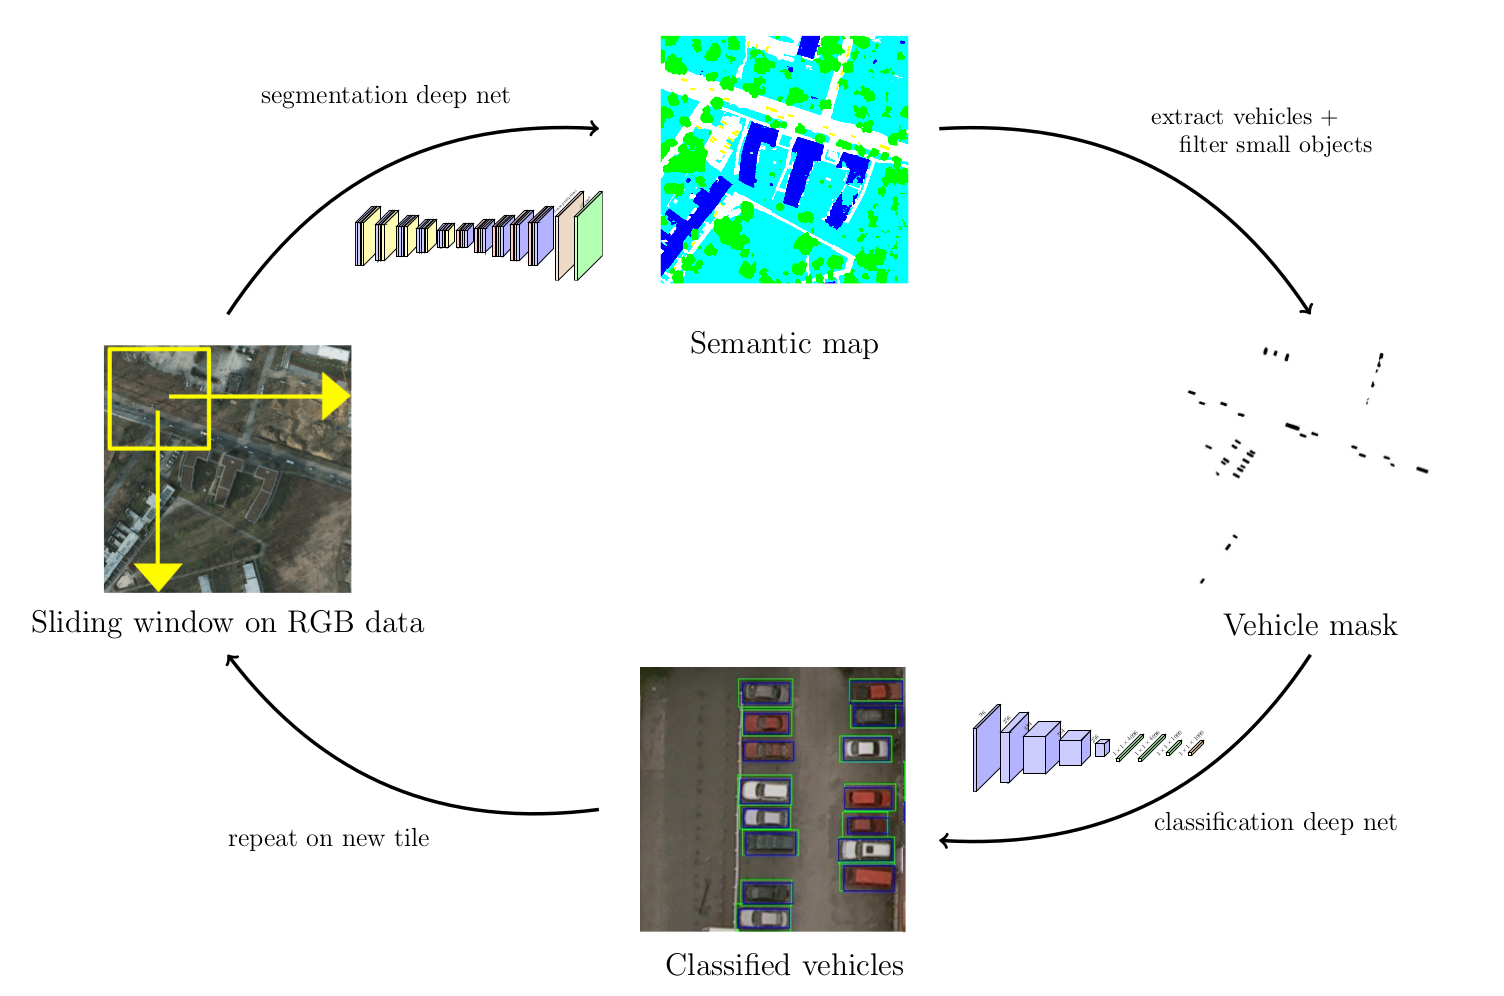 segmentation deep net
extract vehicles +
filter small objects
Semantic map
Sliding window on RGB data
Vehicle mask
classification deep net
repeat on new tile
Classified vehicles